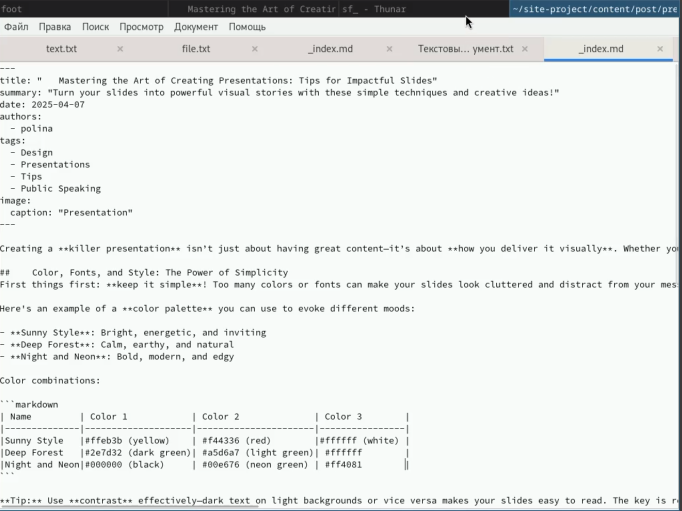 foot Mastering the Art of Creatir sf_ - Thunar ~/site-project/content/post/pre
Файл Правка Поиск Просмотр Документ Помощь
text.txt × file.txt × _index.md × Текстовы... умент.txt × _index.md ×
---
title: "   Mastering the Art of Creating Presentations: Tips for Impactful Slides"
summary: "Turn your slides into powerful visual stories with these simple techniques and creative ideas!"
date: 2025-04-07
authors:
  - polina
tags:
  - Design
  - Presentations
  - Tips
  - Public Speaking
image:
  caption: "Presentation"
---
Creating a **killer presentation** isn't just about having great content—it's about **how you deliver it visually**. Whether yo
##    Color, Fonts, and Style: The Power of Simplicity
First things first: **keep it simple**! Too many colors or fonts can make your slides look cluttered and distract from your mes
Here's an example of a **color palette** you can use to evoke different moods:
- **Sunny Style**: Bright, energetic, and inviting
- **Deep Forest**: Calm, earthy, and natural
- **Night and Neon**: Bold, modern, and edgy
Color combinations:
```markdown
| Name        | Color 1           | Color 2            | Color 3       |
|-------------|-------------------|--------------------|---------------|
|Sunny Style  |#ffeb3b (yellow)   | #f44336 (red)      |#ffffff (white) |
|Deep Forest  |#2e7d32 (dark green)| #a5d6a7 (light green)| #ffffff       |
|Night and Neon|#000000 (black)    | #00e676 (neon green) | #ff4081       |
```
**Tip:** Use **contrast** effectively—dark text on light backgrounds or vice versa makes your slides easy to read. The key is r